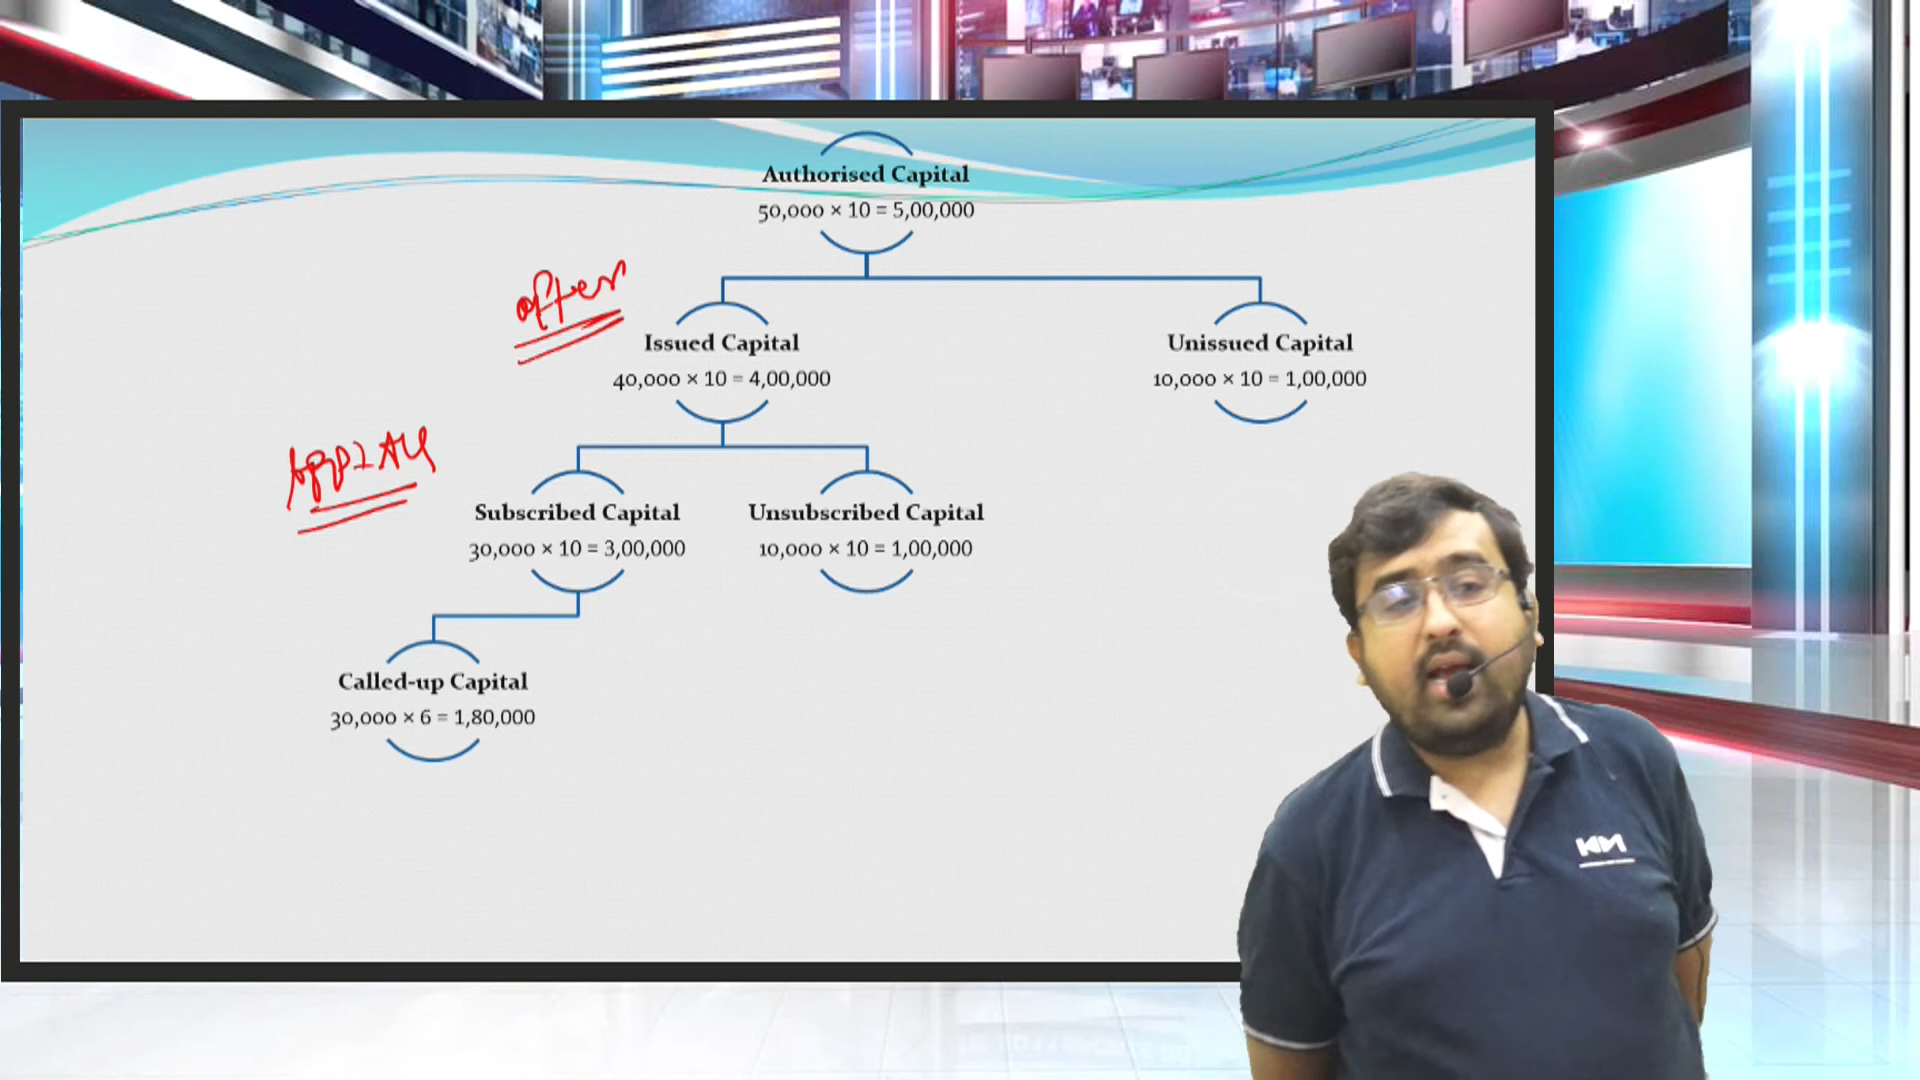 Authorised Capital
50,000 × 10 = 5,00,000
offer
Issued Capital
40,000 × 10 = 4,00,000
Unissued Capital
10,000 × 10 = 1,00,000
Subscribed Capital
30,000 × 10 = 3,00,000
Unsubscribed Capital
10,000 × 10 = 1,00,000
Called-up Capital
30,000 × 6 = 1,80,000